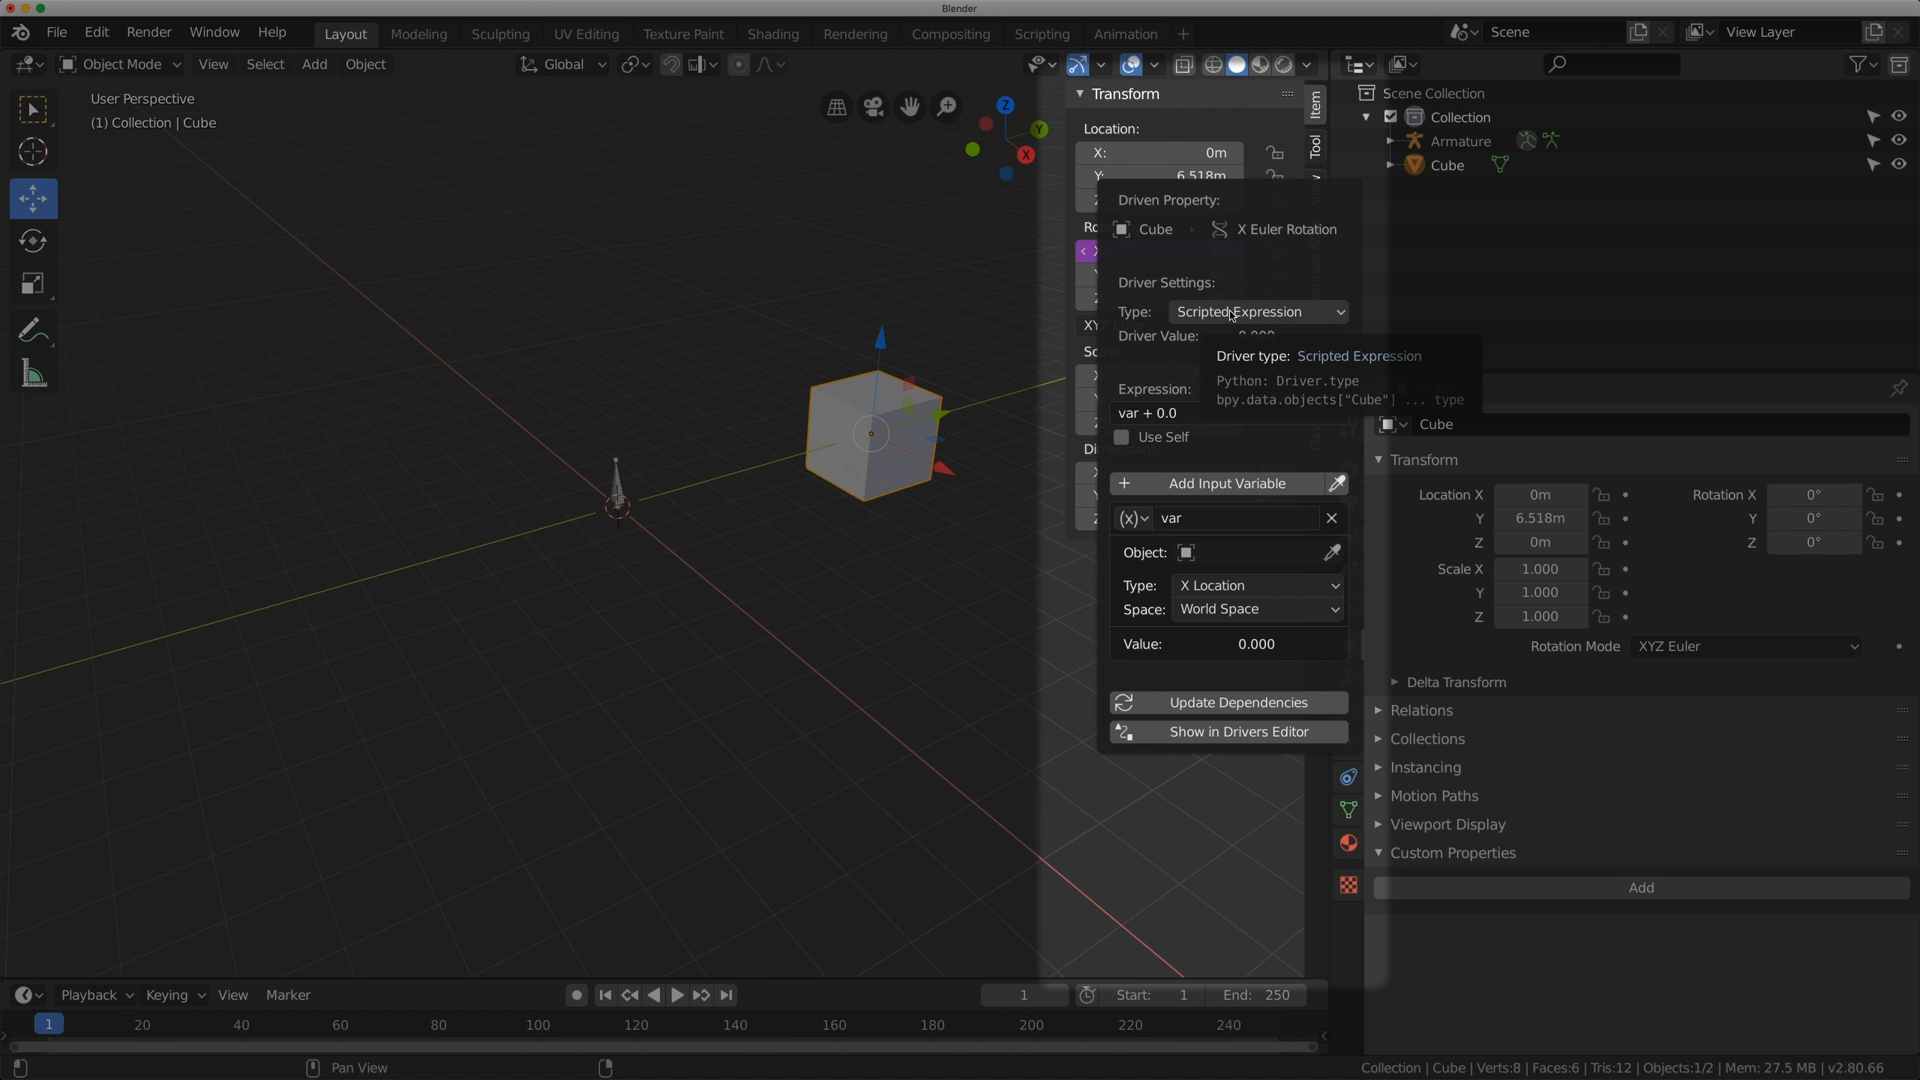 Blender
File Edit Render Window Help Layout Modeling Sculpting UV Editing Texture Paint Shading Rendering Compositing Scripting Animation + Scene View Layer
Object Mode View Select Add Object Global
User Perspective
(1) Collection | Cube
Z
Y
X
Transform
Location:
X: 0m
Y: 6.518m
Item
Tool
Driven Property:
Cube X Euler Rotation
Driver Settings:
Type: Scripted Expression
Driver Value: 0.000
Driver type: Scripted Expression
Python: Driver.type
bpy.data.objects["Cube"] ... type
Expression:
var + 0.0
Use Self
Add Input Variable
(x) var
Object:
Type: X Location
Space: World Space
Value: 0.000
Update Dependencies
Show in Drivers Editor
Scene Collection
Collection
Armature
Cube
Cube
Transform
Location X 0m Rotation X 0°
Y 6.518m Y 0°
Z 0m Z 0°
Scale X 1.000
Y 1.000
Z 1.000
Rotation Mode XYZ Euler
Delta Transform
Relations
Collections
Instancing
Motion Paths
Viewport Display
Custom Properties
Add
Playback Keying View Marker 1 Start: 1 End: 250
1 20 40 60 80 100 120 140 160 180 200 220 240
Pan View
Collection | Cube | Verts:8 | Faces:6 | Tris:12 | Objects:1/2 | Mem: 27.5 MB | v2.80.66